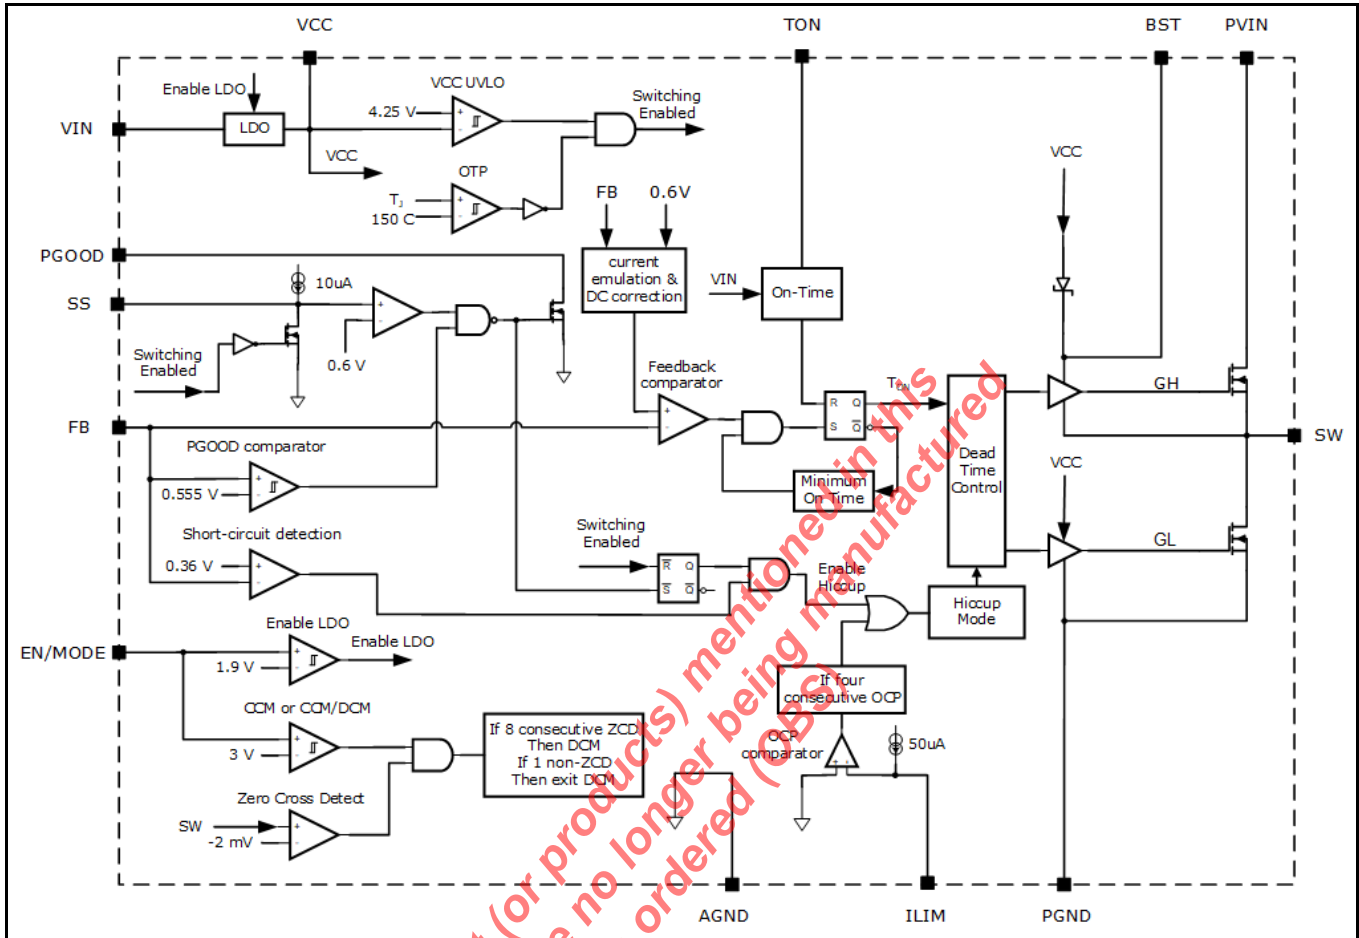 VCC
TON
BST
PVIN
Enable LDO
VCC UVLO
4.25 V
Switching
Enabled
VIN
LDO
VCC
OTP
TJ
150 C
FB
0.6V
VCC
PGOOD
current
emulation &
DC correction
VIN
On-Time
SS
10uA
0.6 V
Switching
Enabled
Feedback
comparator
TON
GH
R
Q
S
Q
FB
SW
PGOOD comparator
0.555 V
Minimum
On Time
Dead
Time
Control
VCC
Short-circuit detection
0.36 V
Switching
Enabled
R
Q
S
Q
Enable
Hiccup
GL
Hiccup
Mode
Enable LDO
Enable LDO
EN/MODE
1.9 V
If four
consecutive OCP
CCM or CCM/DCM
3 V
If 8 consecutive ZCD
Then DCM
If 1 non-ZCD
Then exit DCM
OCP
comparator
50uA
Zero Cross Detect
SW
-2 mV
AGND
ILIM
PGND
t (or products) mentioned in this
e no longer being manufactured
ordered (OBS)